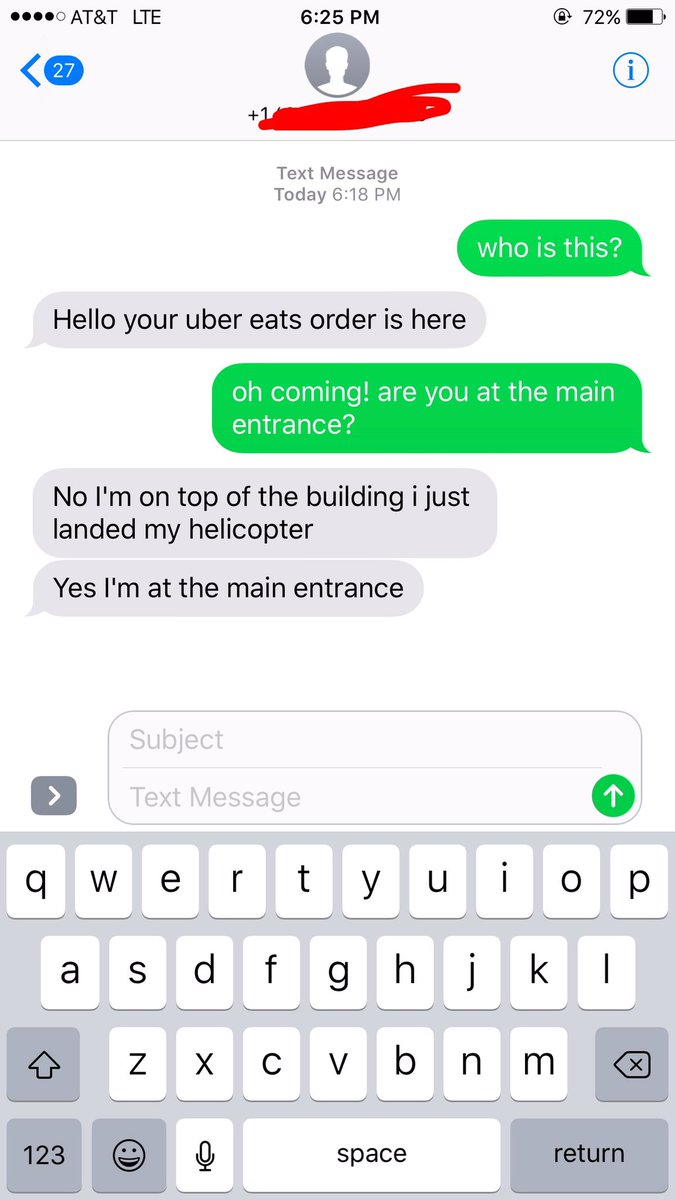 AT&T LTE 6:25 PM 72%
27
i
Text Message
Today 6:18 PM
who is this?
Hello your uber eats order is here
oh coming! are you at the main
entrance?
No I'm on top of the building i just
landed my helicopter
Yes I'm at the main entrance
Subject
Text Message
q w e r t y u i o p
a s d f g h j k l
z x c v b n m
123 space return